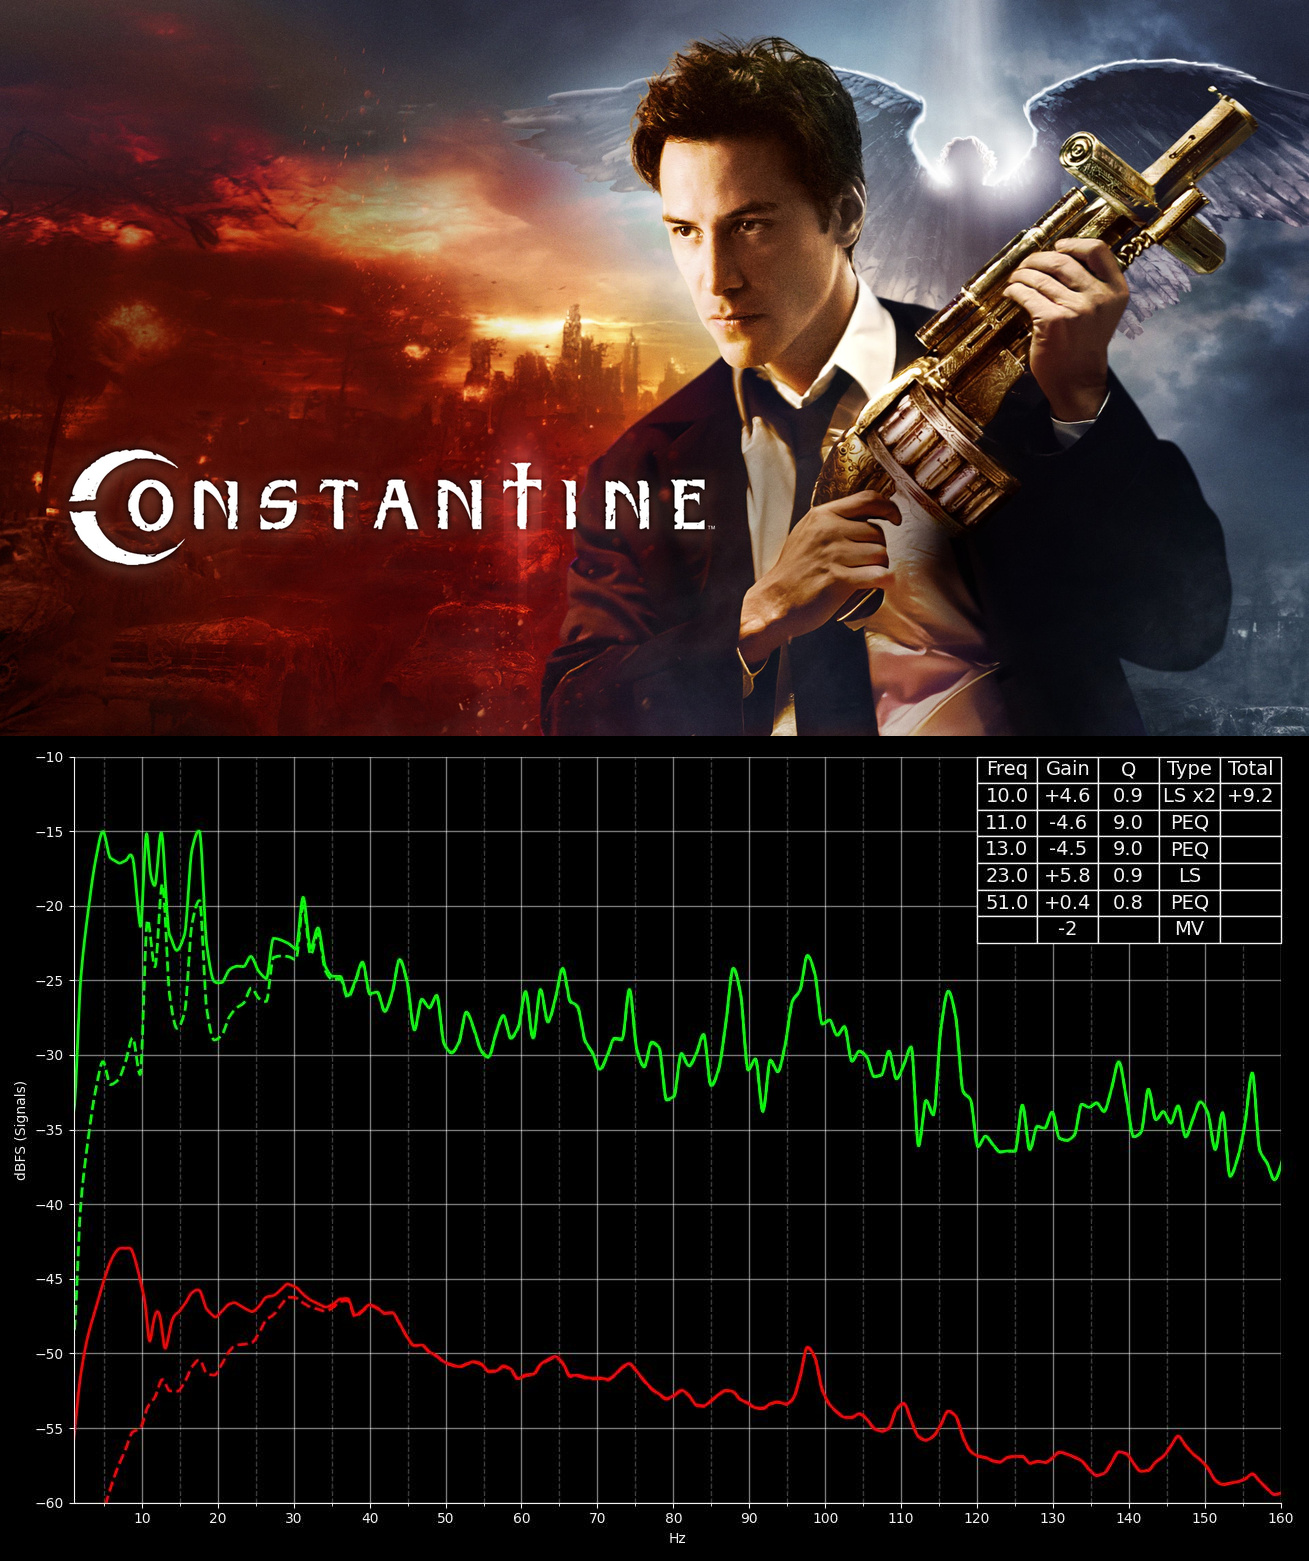 CONSTANTINE™
Freq Gain Q Type Total
10.0 +4.6 0.9 LS x2 +9.2
11.0 -4.6 9.0 PEQ
13.0 -4.5 9.0 PEQ
23.0 +5.8 0.9 LS
51.0 +0.4 0.8 PEQ
-2 MV
−10
−15
−20
−25
−30
−35
−40
−45
−50
−55
−60
dBFS (Signals)
10 20 30 40 50 60 70 80 90 100 110 120 130 140 150 160
Hz